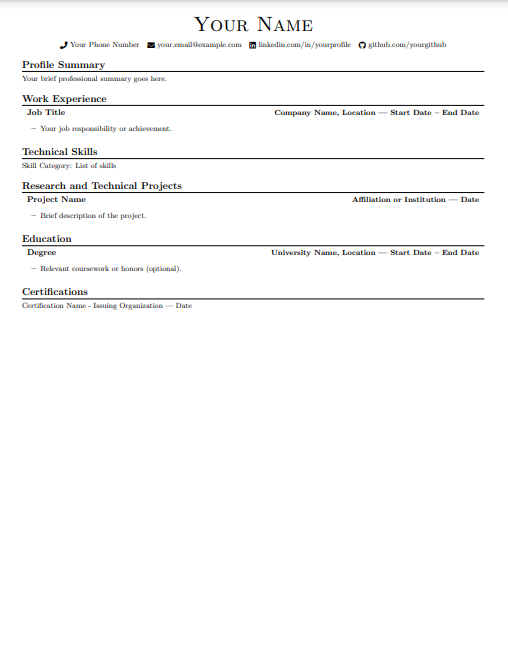 Your Name
Your Phone Number your.email@example.com linkedin.com/in/yourprofile github.com/yourgithub
Profile Summary
Your brief professional summary goes here.
Work Experience
Job Title Company Name, Location — Start Date – End Date
– Your job responsibility or achievement.
Technical Skills
Skill Category: List of skills
Research and Technical Projects
Project Name Affiliation or Institution — Date
– Brief description of the project.
Education
Degree University Name, Location — Start Date – End Date
– Relevant coursework or honors (optional).
Certifications
Certification Name - Issuing Organization — Date